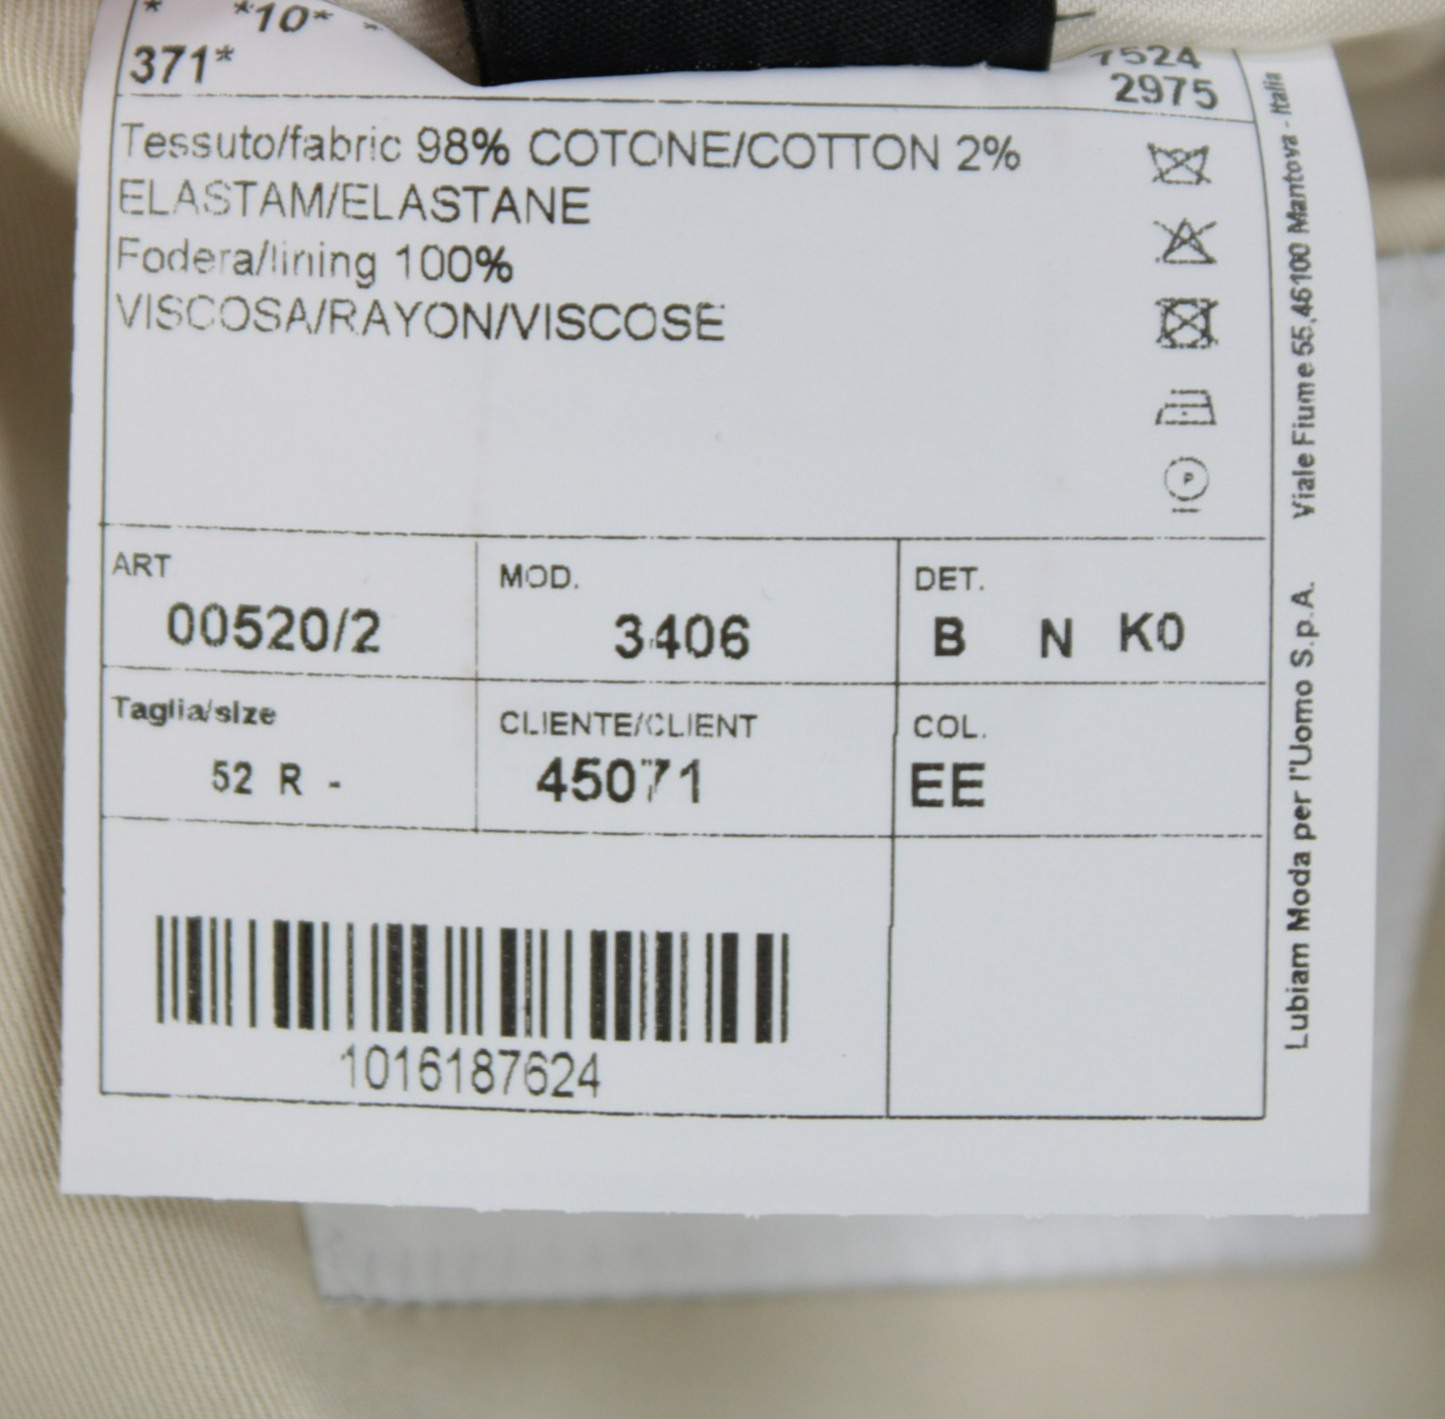 * *10* *
371* 7524
2975
Tessuto/fabric 98% COTONE/COTTON 2%
ELASTAM/ELASTANE
Fodera/lining 100%
VISCOSA/RAYON/VISCOSE
P
ART MOD. DET.
00520/2 3406 B N K0
Taglia/size CLIENTE/CLIENT COL.
52 R - 45071 EE
1016187624
Lubiam Moda per l'Uomo S.p.A. Viale Fiume 55,46100 Mantova - Italia